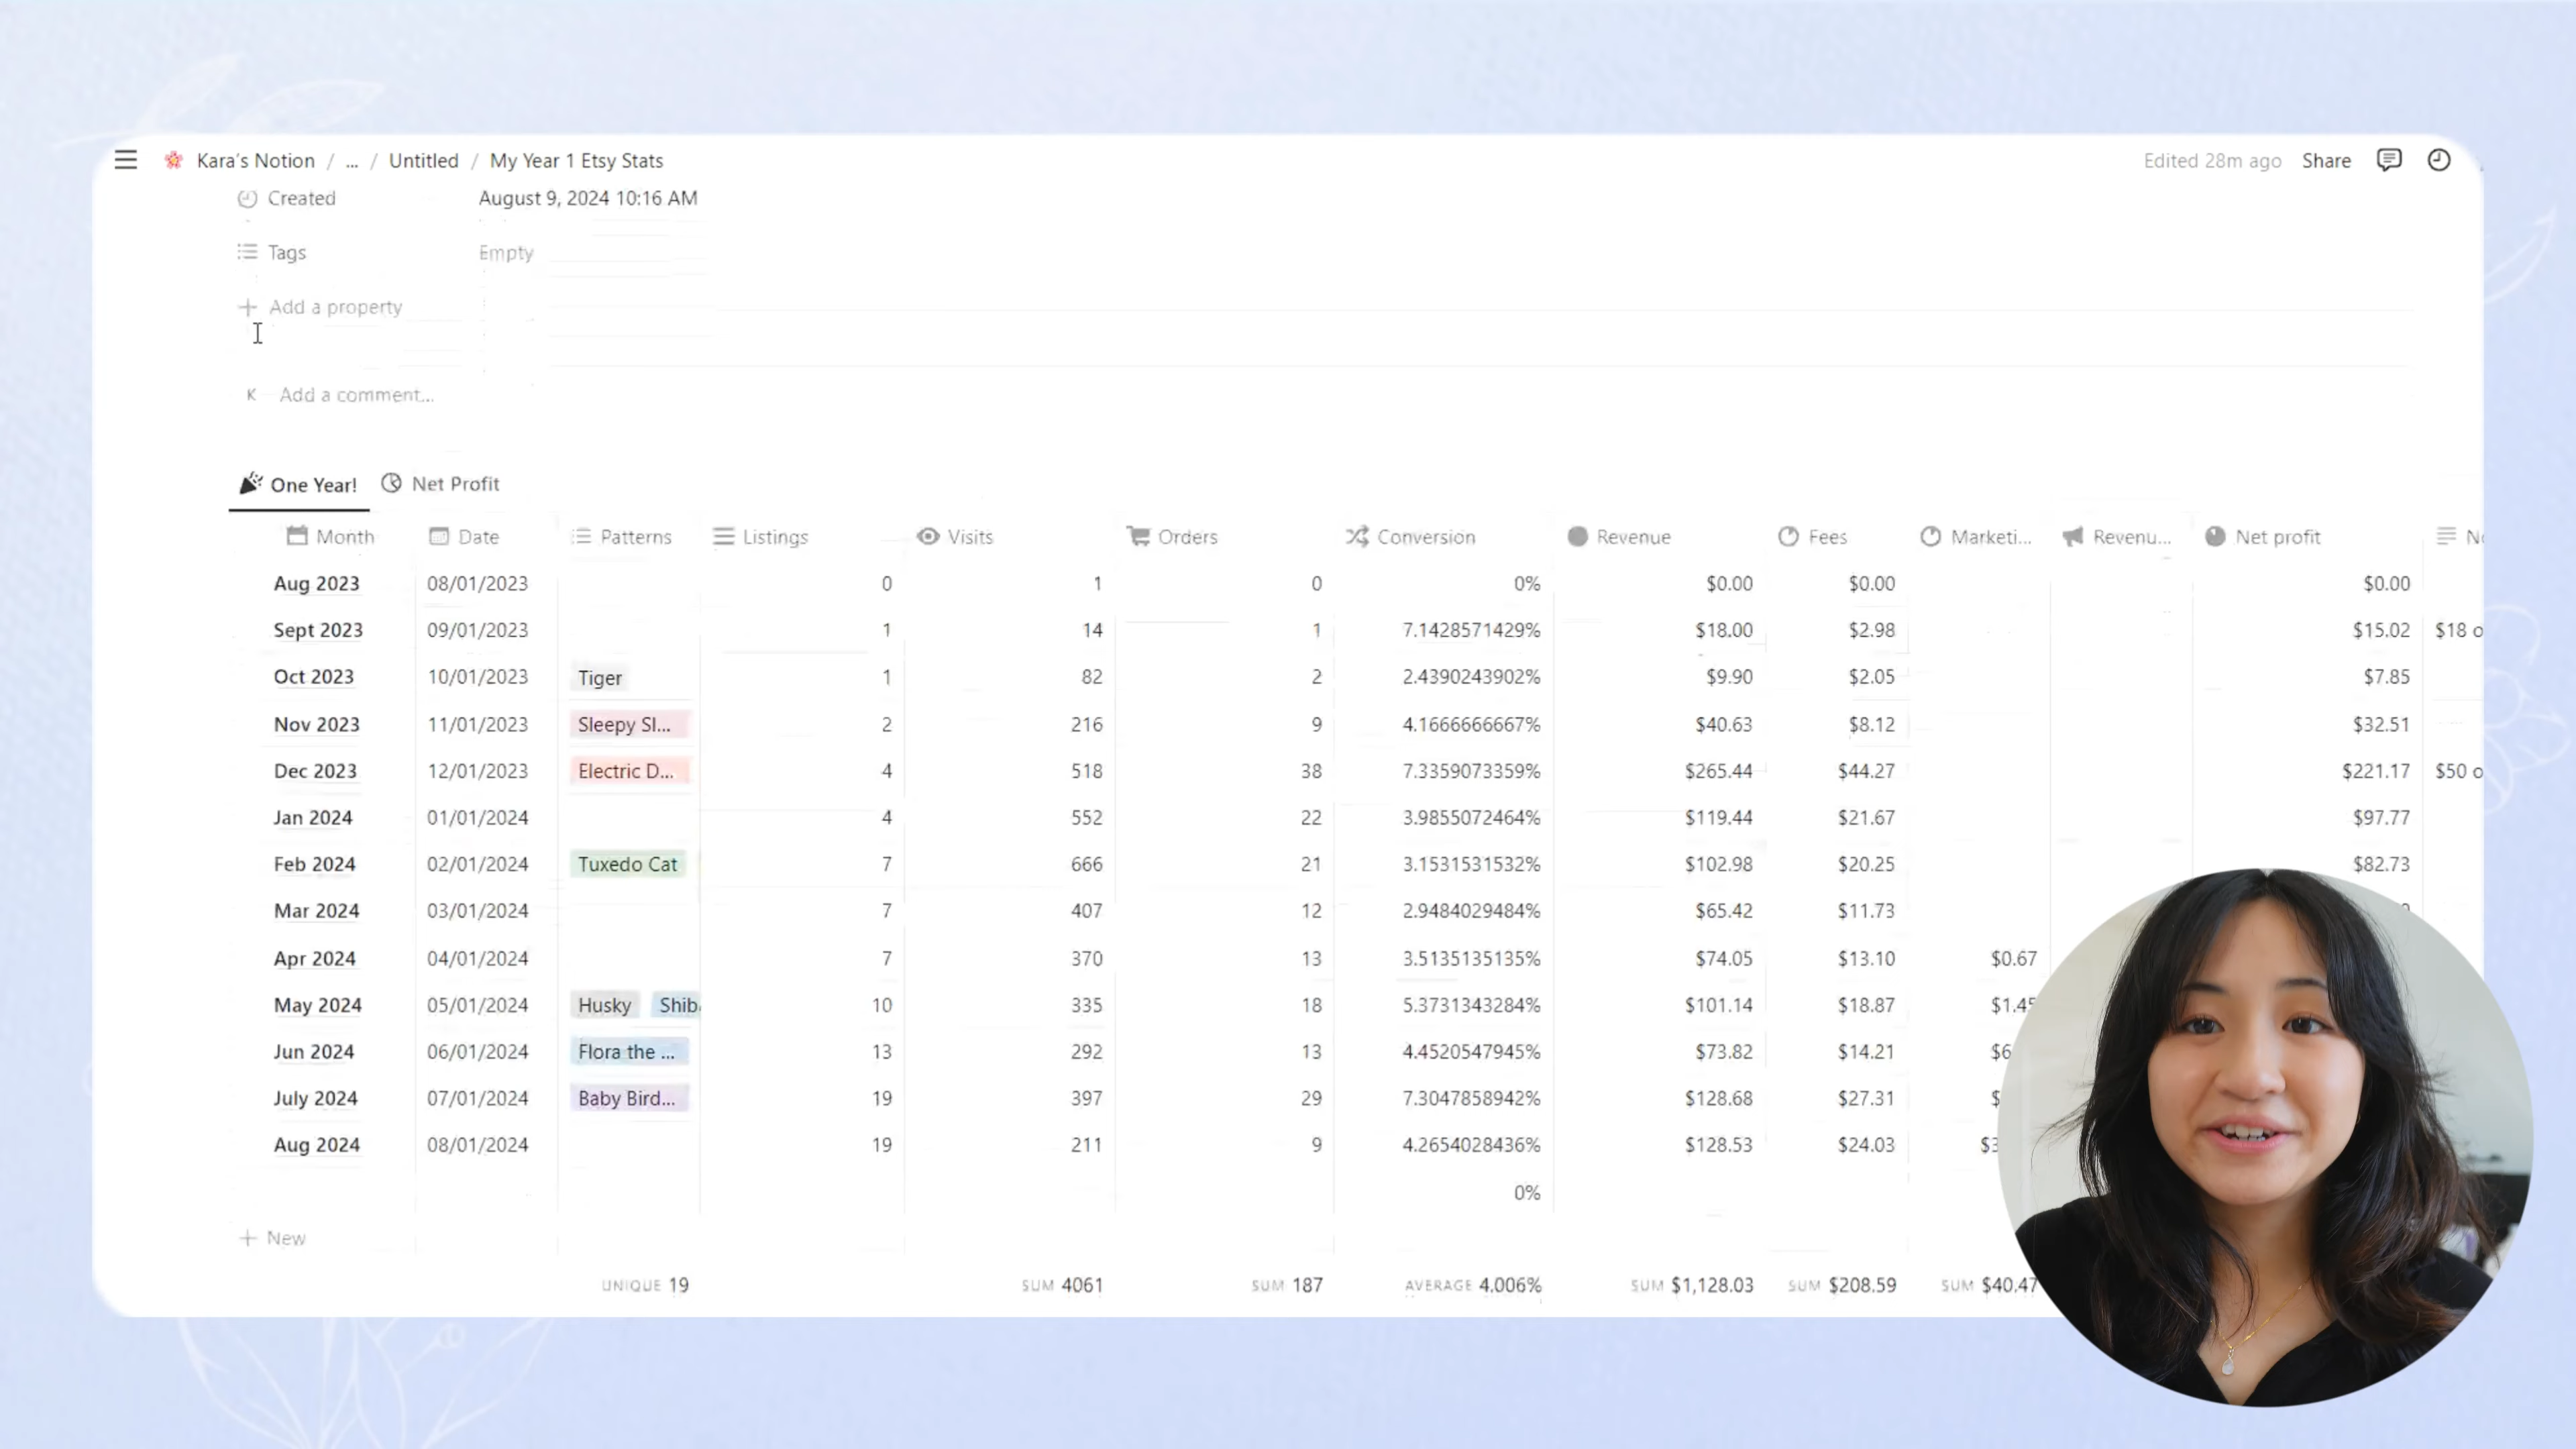 Kara's Notion / ... / Untitled / My Year 1 Etsy Stats Edited 28m ago Share
Created August 9, 2024 10:16 AM
Tags Empty
+ Add a property
K Add a comment...
One Year! Net Profit
Month Date Patterns Listings Visits Orders Conversion Revenue Fees Marketi... Revenu... Net profit
Aug 2023 08/01/2023 0 1 0 0% $0.00 $0.00 $0.00
Sept 2023 09/01/2023 1 14 1 7.1428571429% $18.00 $2.98 $15.02 $18 o
Oct 2023 10/01/2023 Tiger 1 82 2 2.4390243902% $9.90 $2.05 $7.85
Nov 2023 11/01/2023 Sleepy Sl... 2 216 9 4.1666666667% $40.63 $8.12 $32.51
Dec 2023 12/01/2023 Electric D... 4 518 38 7.3359073359% $265.44 $44.27 $221.17 $50 o
Jan 2024 01/01/2024 4 552 22 3.9855072464% $119.44 $21.67 $97.77
Feb 2024 02/01/2024 Tuxedo Cat 7 666 21 3.1531531532% $102.98 $20.25 $82.73
Mar 2024 03/01/2024 7 407 12 2.9484029484% $65.42 $11.73
Apr 2024 04/01/2024 7 370 13 3.5135135135% $74.05 $13.10 $0.67
May 2024 05/01/2024 Husky Shib 10 335 18 5.3731343284% $101.14 $18.87 $1.45
Jun 2024 06/01/2024 Flora the ... 13 292 13 4.4520547945% $73.82 $14.21 $6
July 2024 07/01/2024 Baby Bird... 19 397 29 7.3047858942% $128.68 $27.31 $
Aug 2024 08/01/2024 19 211 9 4.2654028436% $128.53 $24.03 $3
0%
+ New
UNIQUE 19 SUM 4061 SUM 187 AVERAGE 4.006% SUM $1,128.03 SUM $208.59 SUM $40.47